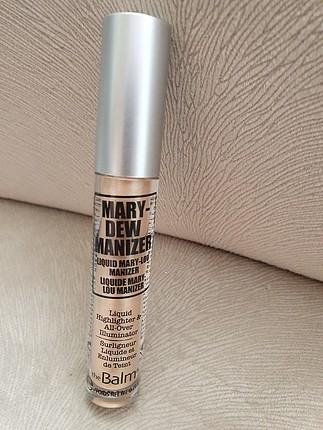 MARY-
DEW
MANIZER
LIQUID MARY-LOU
MANIZER
LIQUIDE MARY-
LOU MANIZER
Liquid
Highlighter &
All-Over
Illuminator
Surligneur
Liquide et
Enlumineur
de Teint
theBalm